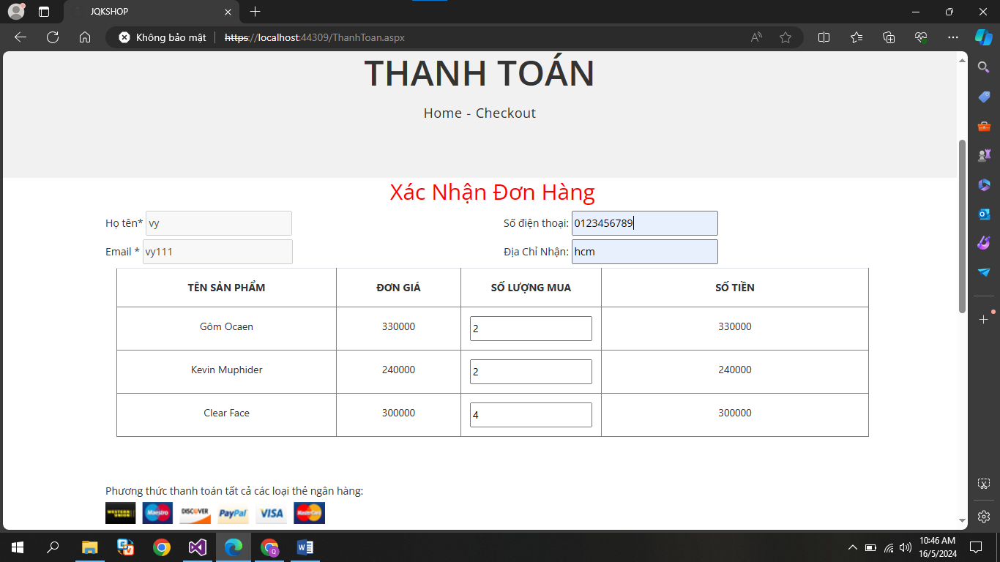 JQKSHOP
Không bảo mật
https://localhost:44309/ThanhToan.aspx
THANH TOÁN
Home - Checkout
Xác Nhận Đơn Hàng
Họ tên* vy Số điện thoại: 0123456789
Email * vy111 Địa Chỉ Nhận: hcm
TÊN SẢN PHẨM ĐƠN GIÁ SỐ LƯỢNG MUA SỐ TIỀN
Gôm Ocaen 330000 2 330000
Kevin Muphider 240000 2 240000
Clear Face 300000 4 300000
Phương thức thanh toán tất cả các loại thẻ ngân hàng:
WESTERN UNION Maestro DISCOVER PayPal VISA MasterCard
10:46 AM
16/5/2024